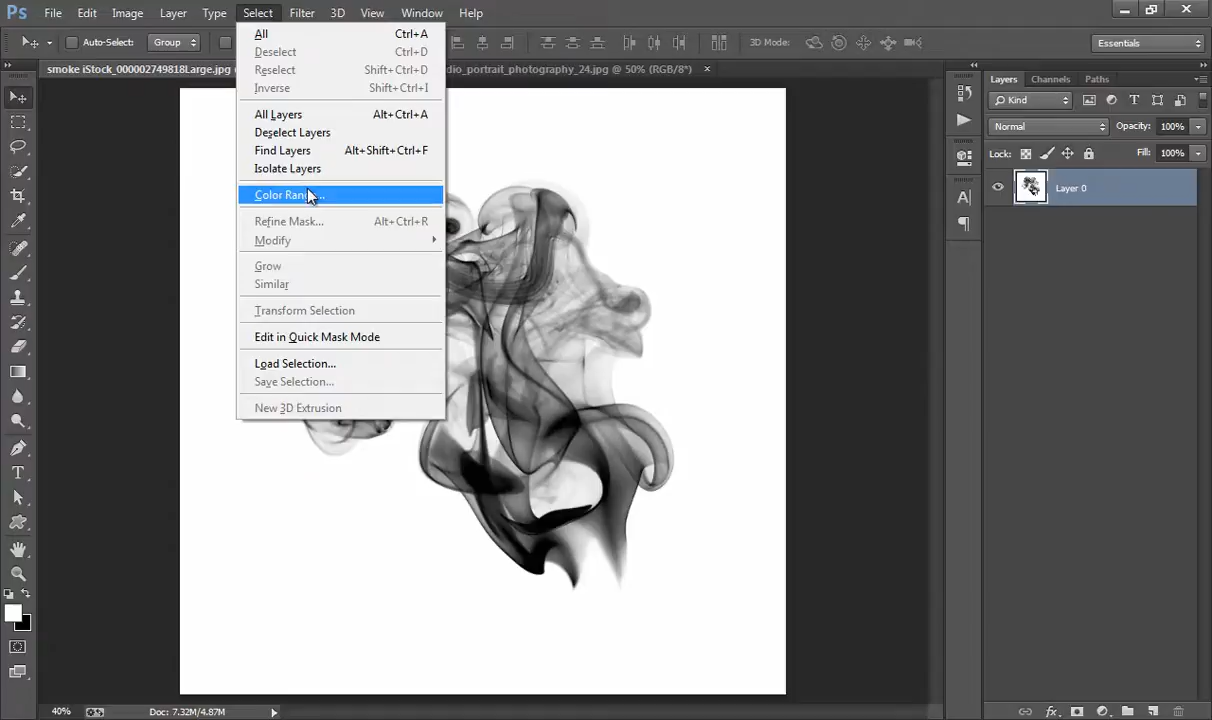 Ps File Edit Image Layer Type Select Filter 3D View Window Help
Auto-Select: Group 3D Mode: Essentials
smoke iStock_000002749818Large.jpg dio_portrait_photography_24.jpg @ 50% (RGB/8*) ×
All Ctrl+A
Deselect Ctrl+D
Reselect Shift+Ctrl+D
Inverse Shift+Ctrl+I
All Layers Alt+Ctrl+A
Deselect Layers
Find Layers Alt+Shift+Ctrl+F
Isolate Layers
Color Ran...
Refine Mask... Alt+Ctrl+R
Modify
Grow
Similar
Transform Selection
Edit in Quick Mask Mode
Load Selection...
Save Selection...
New 3D Extrusion
Layers Channels Paths
Kind
Normal Opacity: 100%
Lock: Fill: 100%
Layer 0
40% Doc: 7.32M/4.87M